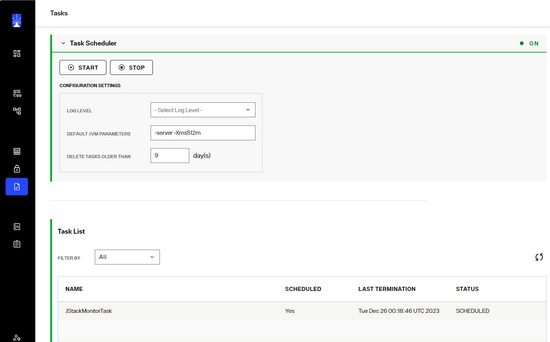 Tasks
Task Scheduler
ON
START
STOP
CONFIGURATION SETTINGS
LOG LEVEL
- Select Log Level -
DEFAULT JVM PARAMETERS
-server -Xms512m
DELETE TASKS OLDER THAN
9
day(s)
Task List
FILTER BY
All
NAME SCHEDULED LAST TERMINATION STATUS
JStackMonitorTask Yes Tue Dec 26 00:18:46 UTC 2023 SCHEDULED